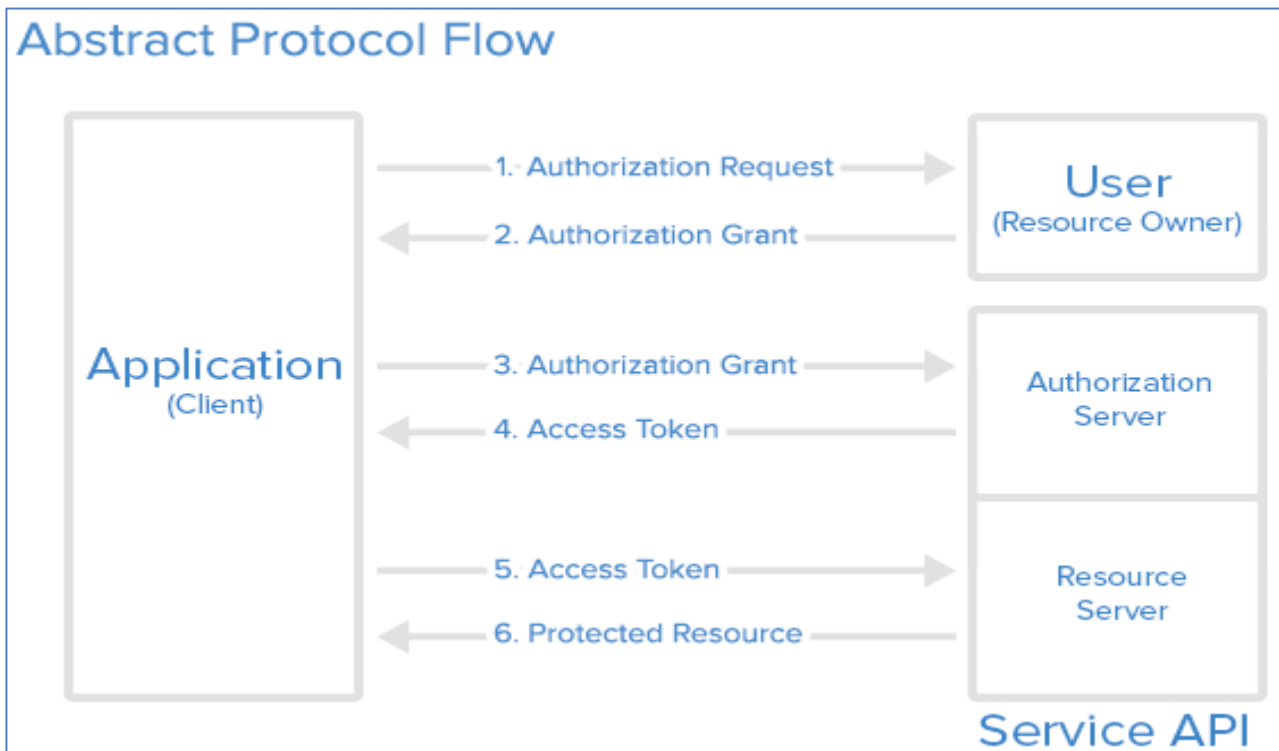 Abstract Protocol Flow
1. Authorization Request
User
(Resource Owner)
2. Authorization Grant
Application
(Client)
3. Authorization Grant
Authorization
Server
4. Access Token
5. Access Token
Resource
Server
6. Protected Resource
Service API